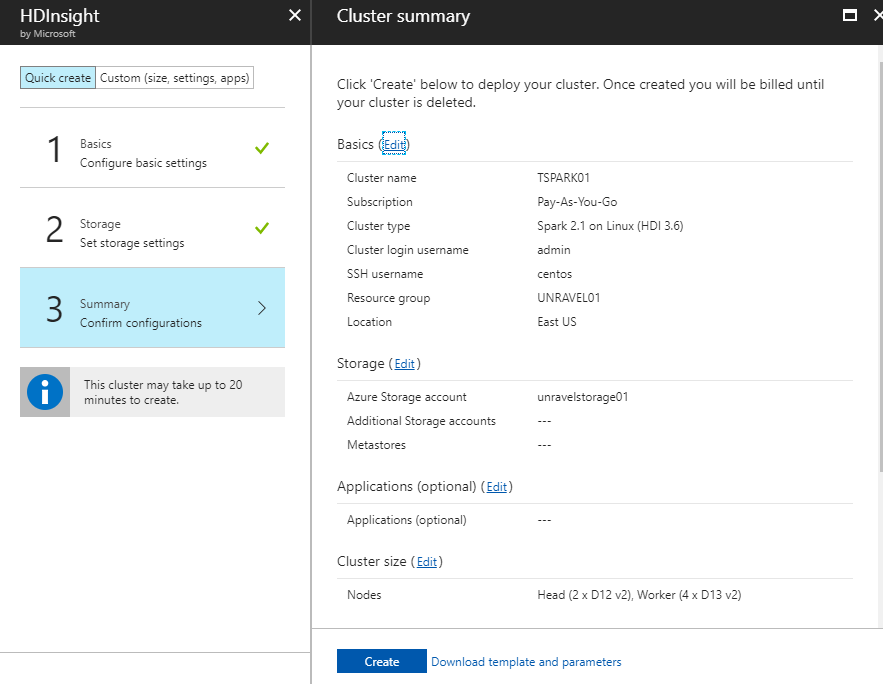 HDInsight
by Microsoft
Quick create
Custom (size, settings, apps)
1
Basics
Configure basic settings
2
Storage
Set storage settings
3
Summary
Confirm configurations
This cluster may take up to 20
minutes to create.
Cluster summary
Click 'Create' below to deploy your cluster. Once created you will be billed until
your cluster is deleted.
Basics (Edit)
Cluster name TSPARK01
Subscription Pay-As-You-Go
Cluster type Spark 2.1 on Linux (HDI 3.6)
Cluster login username admin
SSH username centos
Resource group UNRAVEL01
Location East US
Storage (Edit)
Azure Storage account unravelstorage01
Additional Storage accounts ---
Metastores ---
Applications (optional) (Edit)
Applications (optional) ---
Cluster size (Edit)
Nodes Head (2 x D12 v2), Worker (4 x D13 v2)
Create Download template and parameters